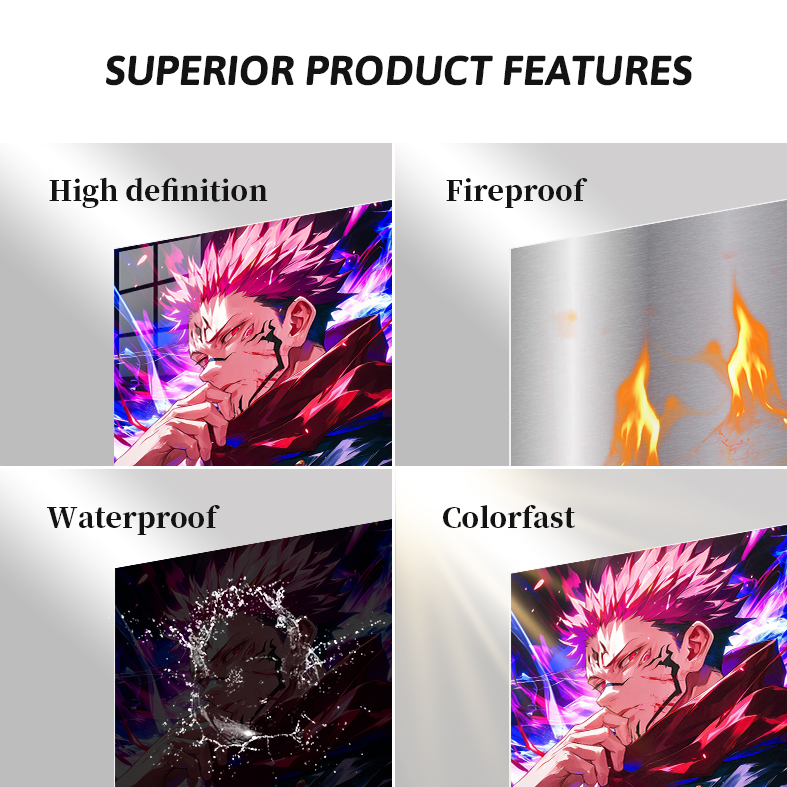 SUPERIOR PRODUCT FEATURES
High definition
Fireproof
Waterproof
Colorfast